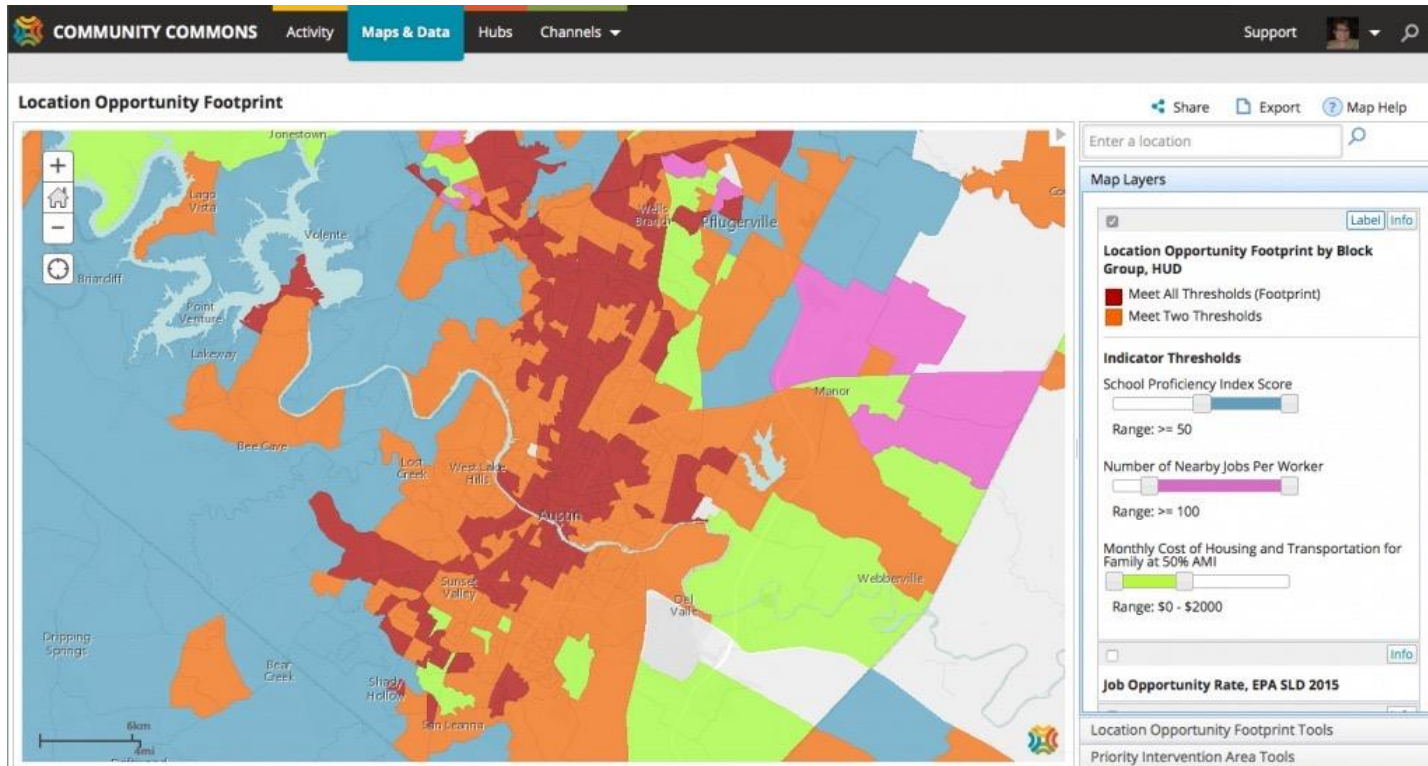 COMMUNITY COMMONS Activity Maps & Data Hubs Channels Support
Location Opportunity Footprint
Share Export ? Map Help
Enter a location
Map Layers
Label Info
Location Opportunity Footprint by Block
Group, HUD
Meet All Thresholds (Footprint)
Meet Two Thresholds
Indicator Thresholds
School Proficiency Index Score
Range: >= 50
Number of Nearby Jobs Per Worker
Range: >= 100
Monthly Cost of Housing and Transportation for
Family at 50% AMI
Range: $0 - $2000
Info
Job Opportunity Rate, EPA SLD 2015
Location Opportunity Footprint Tools
Priority Intervention Area Tools
+
−
Jonestown
Lago
Vista
Volente
Briarcliff
Point
Venture
Lakeway
Bee Cave
Lost
Creek
West Lake
Hills
Austin
Wells
Pflugerville
Manor
Sunset
Valley
Del
Valle
Webberville
Dripping
Springs
Bear
Creek
Shady
Hollow
San Leanna
6km
4mi